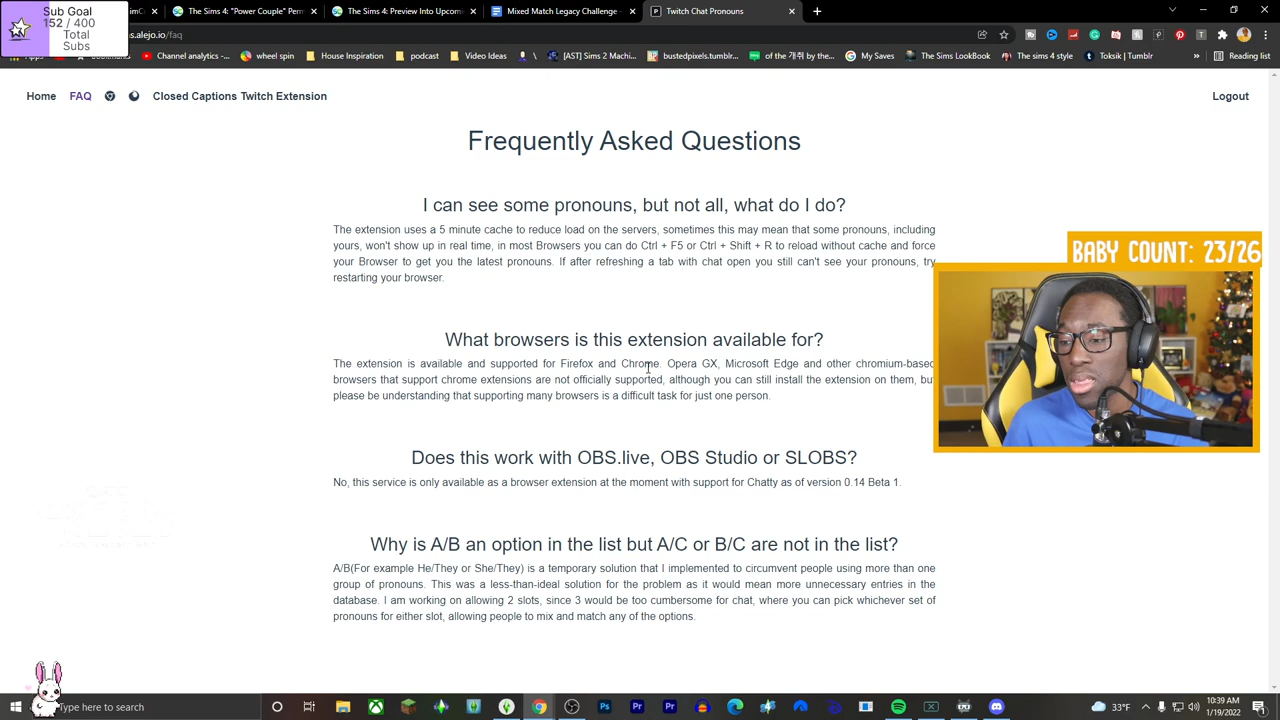 Sub Goal
152 / 400
Total
Subs
The Sims 4: "Power Couple" Perm
The Sims 4: Preview Into Upcom
Mixed Match Legacy Challenge -
Twitch Chat Pronouns
s.alejo.io/faq
Apps
Channel analytics -
wheel spin
House Inspiration
podcast
Video Ideas
\
[AST] Sims 2 Machin
bustedpixels.tumblr...
of the 개휘 by the...
My Saves
The Sims Lookbook
The sims 4 style
Toksik | Tumblr
Reading list
Home
FAQ
Closed Captions Twitch Extension
Logout
Frequently Asked Questions
I can see some pronouns, but not all, what do I do?
The extension uses a 5 minute cache to reduce load on the servers, sometimes this may mean that some pronouns, including
yours, won't show up in real time, in most Browsers you can do Ctrl + F5 or Ctrl + Shift + R to reload without cache and force
your Browser to get you the latest pronouns. If after refreshing a tab with chat open you still can't see your pronouns, try
restarting your browser.
BABY COUNT: 23/26
What browsers is this extension available for?
The extension is available and supported for Firefox and Chrome. Opera GX, Microsoft Edge and other chromium-based
browsers that support chrome extensions are not officially supported, although you can still install the extension on them, but
please be understanding that supporting many browsers is a difficult task for just one person.
Does this work with OBS.live, OBS Studio or SLOBS?
No, this service is only available as a browser extension at the moment with support for Chatty as of version 0.14 Beta 1.
Why is A/B an option in the list but A/C or B/C are not in the list?
A/B(For example He/They or She/They) is a temporary solution that I implemented to circumvent people using more than one
group of pronouns. This was a less-than-ideal solution for the problem as it would mean more unnecessary entries in the
database. I am working on allowing 2 slots, since 3 would be too cumbersome for chat, where you can pick whichever set of
pronouns for either slot, allowing people to mix and match any of the options.
Type here to search
33°F
10:39 AM
1/19/2022